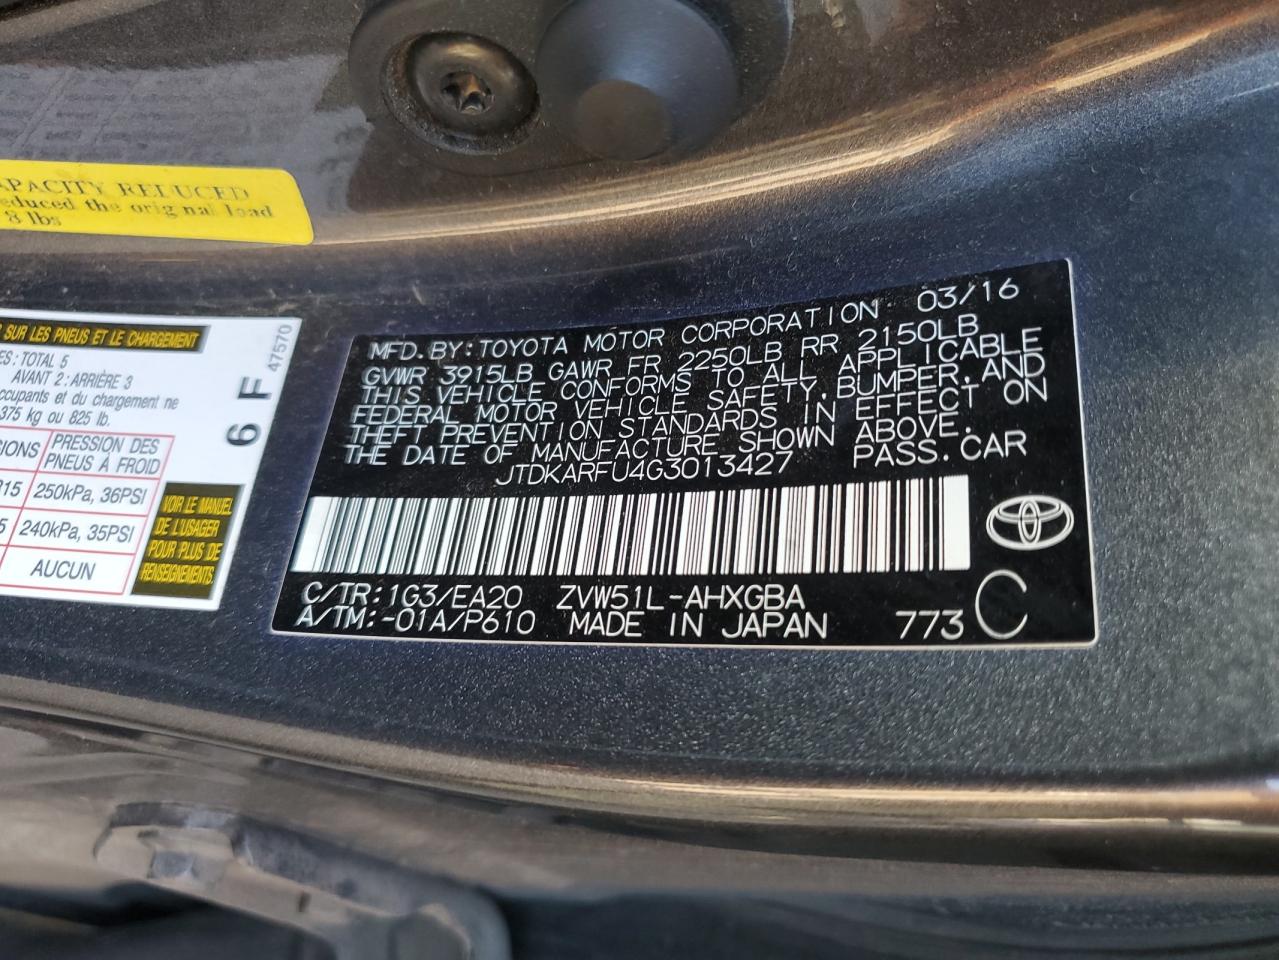 APACITY REDUCED
educed the original load
8 lbs
SUR LES PNEUS ET LE CHARGEMENT
ES : TOTAL 5
AVANT 2 : ARRIÈRE 3
ccupants et du chargement ne
375 kg ou 825 lb.
IONS PRESSION DES
PNEUS À FROID
R15 250kPa, 36PSI
5 240kPa, 35PSI
AUCUN
VOIR LE MANUEL
DE L'USAGER
POUR PLUS DE
RENSEIGNEMENTS.
6 F
47570
MFD. BY: TOYOTA MOTOR CORPORATION 03/16
GVWR 3915LB GAWR FR 2250LB RR 2150LB
THIS VEHICLE CONFORMS TO ALL APPLICABLE
FEDERAL MOTOR VEHICLE SAFETY, BUMPER, AND
THEFT PREVENTION STANDARDS IN EFFECT ON
THE DATE OF MANUFACTURE SHOWN ABOVE.
JTDKARFU4G3013427 PASS. CAR
C/TR: 1G3/EA20 ZVW51L-AHXGBA
A/TM: -01A/P610 MADE IN JAPAN 773 C